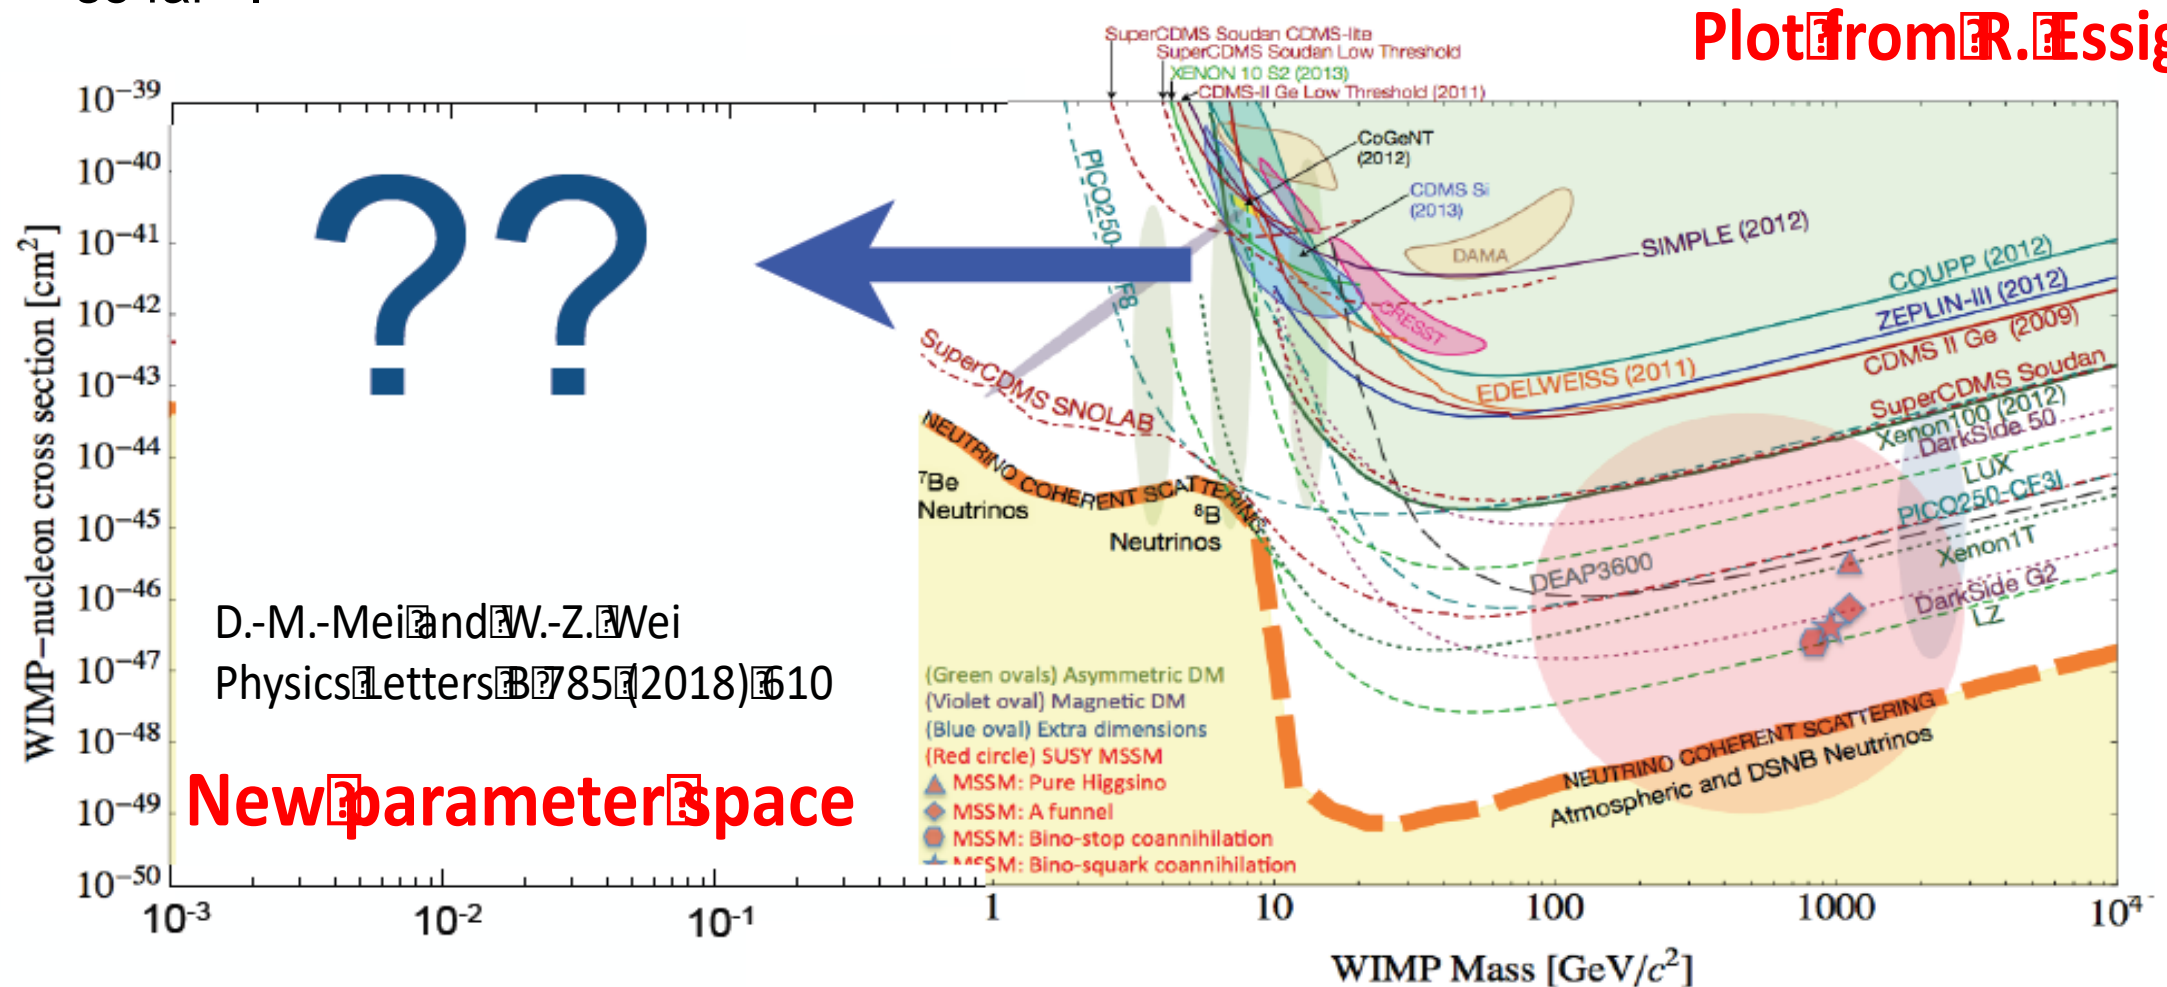 Plot from R. Essig
SuperCDMS Soudan CDMS-lite
SuperCDMS Soudan Low Threshold
XENON 10 S2 (2013)
CDMS-II Ge Low Threshold (2011)
10−39
10−40
10−41
10−42
10−43
10−44
10−45
10−46
10−47
10−48
10−49
10−50
WIMP−nucleon cross section [cm2]
??
PICO250-
F8
CoGeNT
(2012)
CDMS Si
(2013)
DAMA
SIMPLE (2012)
COUPP (2012)
ZEPLIN-III (2012)
CRESST
CDMS II Ge (2009)
EDELWEISS (2011)
SuperCDMS Soudan
Xenon100 (2012)
DarkSide 50
LUX
PICO250-CF3I
Xenon1T
DEAP3600
DarkSide G2
LZ
SuperCDMS SNOLAB
NEUTRINO COHERENT SCATTERING
7Be
Neutrinos
8B
Neutrinos
D.-M.-Mei and W.-Z. Wei
Physics Letters B 785 (2018) 610
New parameter space
(Green ovals) Asymmetric DM
(Violet oval) Magnetic DM
(Blue oval) Extra dimensions
(Red circle) SUSY MSSM
MSSM: Pure Higgsino
MSSM: A funnel
MSSM: Bino-stop coannihilation
MSSM: Bino-squark coannihilation
NEUTRINO COHERENT SCATTERING
Atmospheric and DSNB Neutrinos
10-3
10-2
10-1
1
10
100
1000
104
WIMP Mass [GeV/c2]